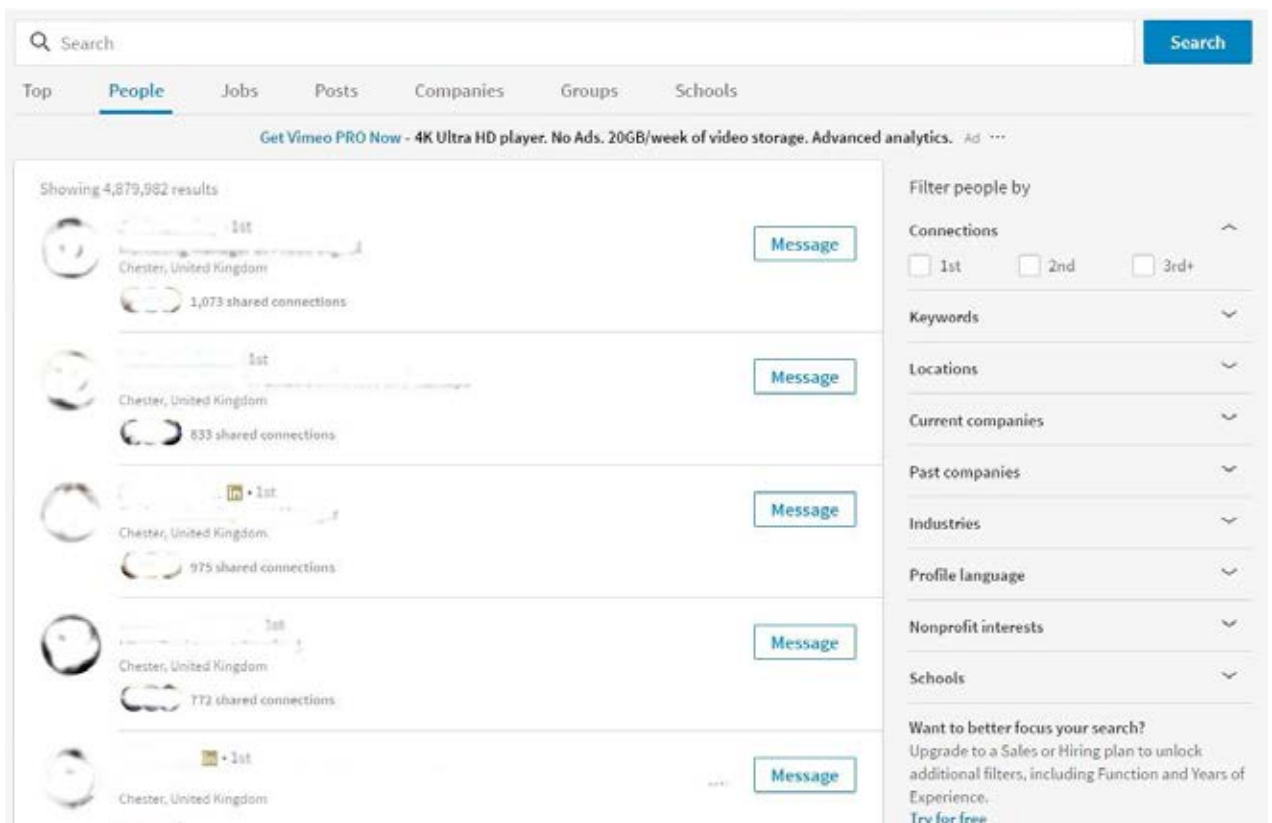 Search
Search
Top People Jobs Posts Companies Groups Schools
Get Vimeo PRO Now - 4K Ultra HD player. No Ads. 20GB/week of video storage. Advanced analytics. Ad ···
Showing 4,879,982 results
1st
Message
Chester, United Kingdom
1,073 shared connections
1st
Message
Chester, United Kingdom
833 shared connections
in • 1st
Message
Chester, United Kingdom
975 shared connections
1st
Message
Chester, United Kingdom
772 shared connections
in • 1st
Message
Chester, United Kingdom
Filter people by
Connections
1st 2nd 3rd+
Keywords
Locations
Current companies
Past companies
Industries
Profile language
Nonprofit interests
Schools
Want to better focus your search?
Upgrade to a Sales or Hiring plan to unlock
additional filters, including Function and Years of
Experience.
Try for free